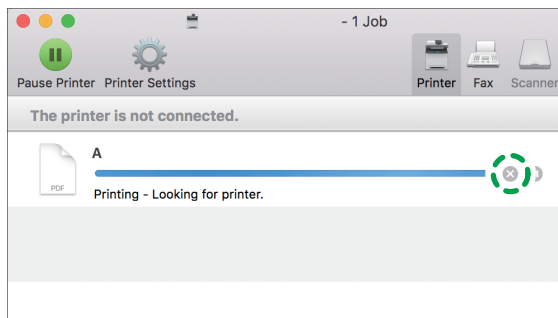 - 1 Job
Pause Printer Printer Settings Printer Fax Scanner
The printer is not connected.
A
PDF
Printing - Looking for printer.